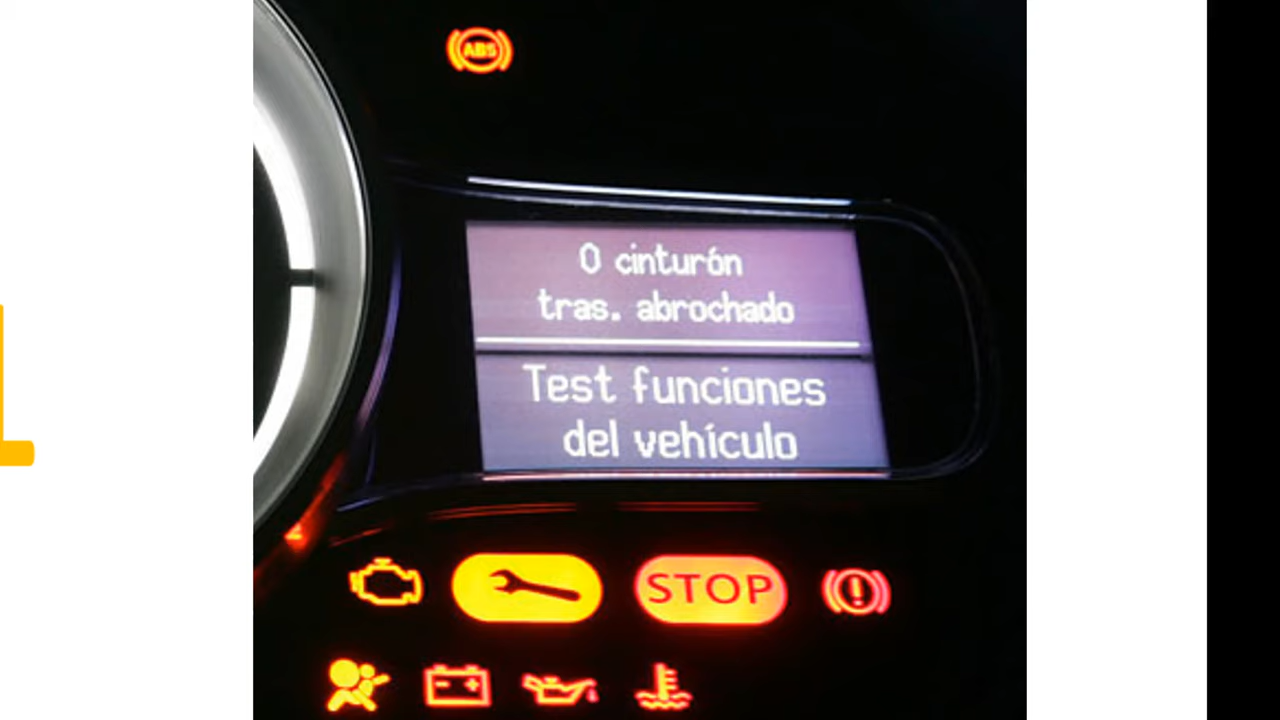 ABS
0 cinturón
tras. abrochado
Test funciones
del vehículo
STOP